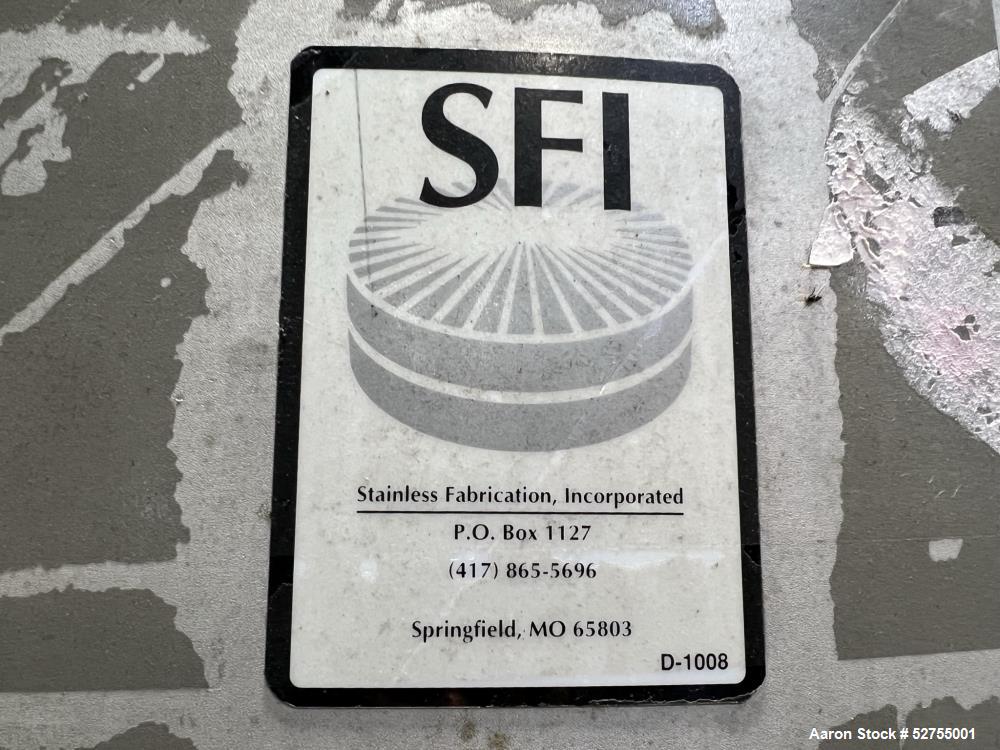 SFI
Stainless Fabrication, Incorporated
P.O. Box 1127
(417) 865-5696
Springfield, MO 65803
D-1008
Aaron Stock # 52755001